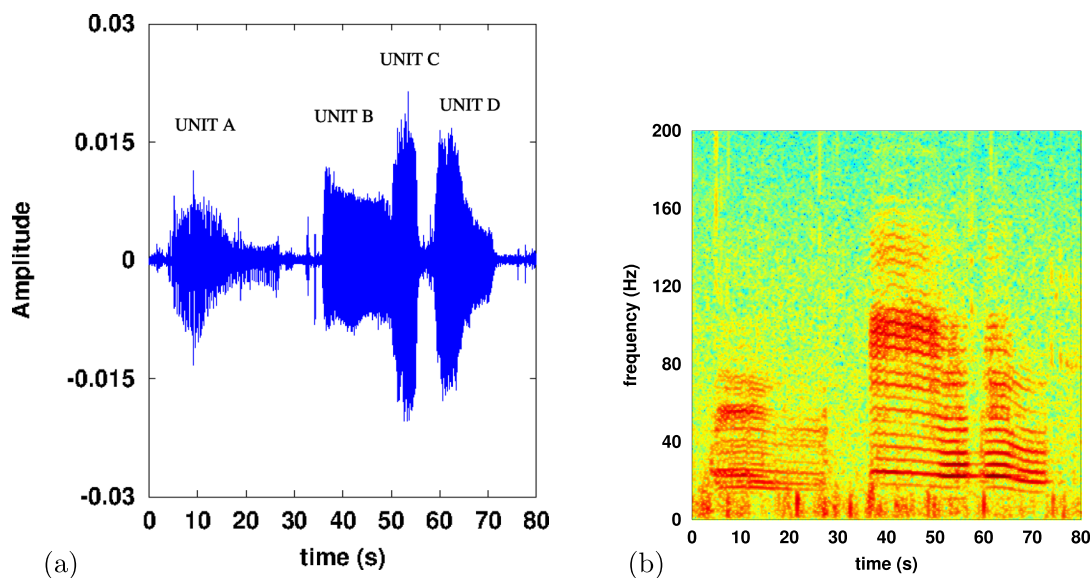 0.03
0.015
0
-0.015
-0.03
Amplitude
UNIT A
UNIT B
UNIT C
UNIT D
0 10 20 30 40 50 60 70 80
time (s)
(a)
200
160
120
80
40
0
frequency (Hz)
0 10 20 30 40 50 60 70 80
time (s)
(b)